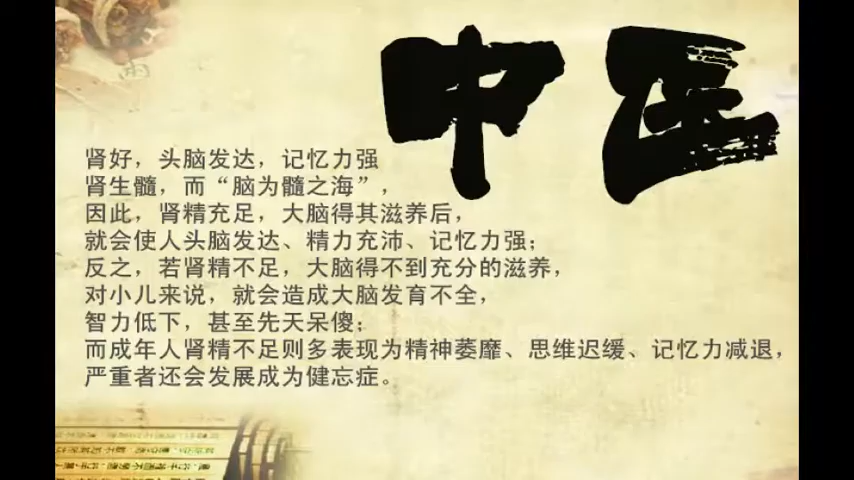 中医
肾好，头脑发达，记忆力强
肾生髓，而“脑为髓之海”，
因此，肾精充足，大脑得其滋养后，
就会使人头脑发达、精力充沛、记忆力强；
反之，若肾精不足，大脑得不到充分的滋养，
对小儿来说，就会造成大脑发育不全，
智力低下，甚至先天呆傻；
而成年人肾精不足则多表现为精神萎靡、思维迟缓、记忆力减退，
严重者还会发展成为健忘症。